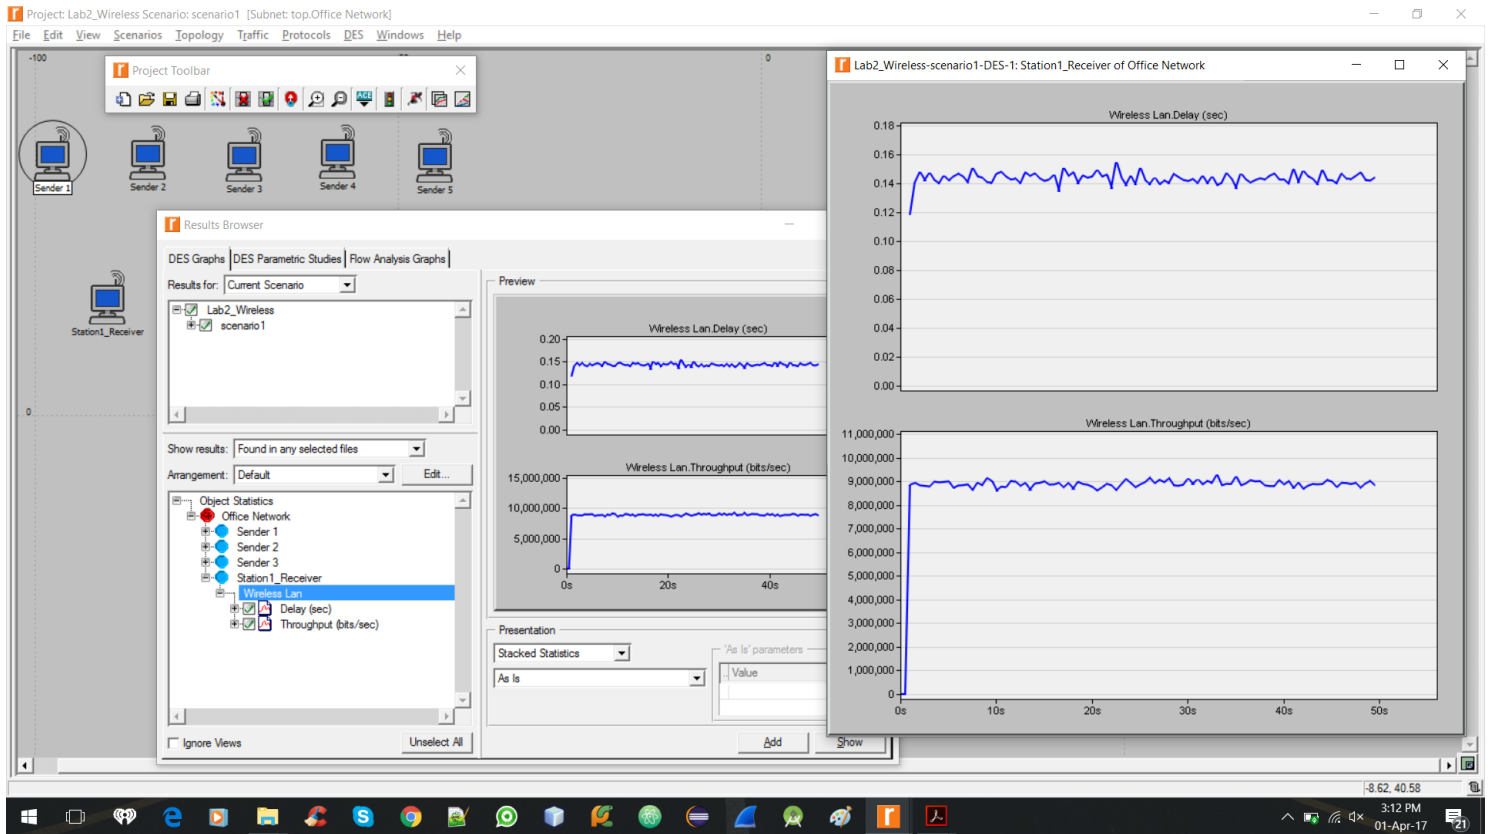 Project: Lab2_Wireless Scenario: scenario1 [Subnet: top.Office Network]
File Edit View Scenarios Topology Traffic Protocols DES Windows Help
-100
0
Project Toolbar
ACE
Sender 1
Sender 2
Sender 3
Sender 4
Sender 5
Station1_Receiver
0
Results Browser
DES Graphs DES Parametric Studies Flow Analysis Graphs
Results for: Current Scenario
Lab2_Wireless
scenario1
Show results: Found in any selected files
Arrangement: Default Edit...
Object Statistics
Office Network
Sender 1
Sender 2
Sender 3
Station1_Receiver
Wireless Lan
Delay (sec)
Throughput (bits/sec)
Ignore Views
Unselect All
Preview
Wireless Lan.Delay (sec)
0.20
0.15
0.10
0.05
0.00
Wireless Lan.Throughput (bits/sec)
15,000,000
10,000,000
5,000,000
0
0s 20s 40s
Presentation
Stacked Statistics
As Is
'As Is' parameters
... Value
Add Show
Lab2_Wireless-scenario1-DES-1: Station1_Receiver of Office Network
Wireless Lan.Delay (sec)
0.18
0.16
0.14
0.12
0.10
0.08
0.06
0.04
0.02
0.00
Wireless Lan.Throughput (bits/sec)
11,000,000
10,000,000
9,000,000
8,000,000
7,000,000
6,000,000
5,000,000
4,000,000
3,000,000
2,000,000
1,000,000
0
0s 10s 20s 30s 40s 50s
-8.62, 40.58
3:12 PM
01-Apr-17
21